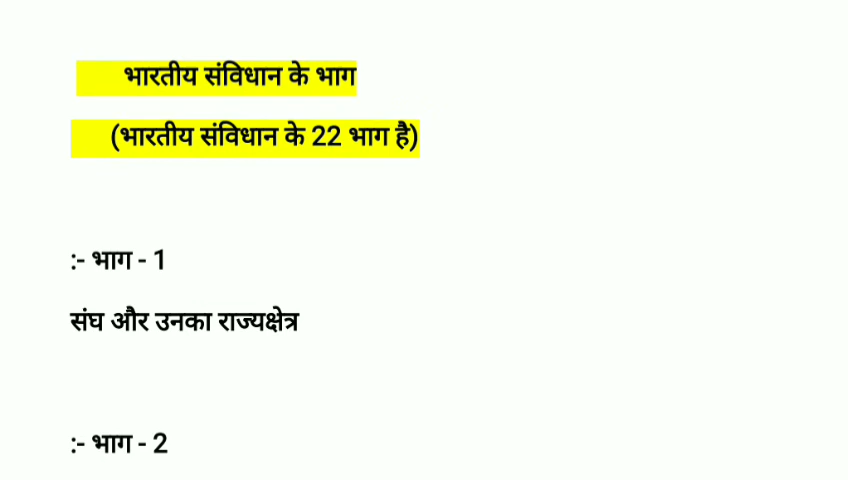 भारतीय संविधान के भाग
(भारतीय संविधान के 22 भाग है)
:- भाग - 1
संघ और उनका राज्यक्षेत्र
:- भाग - 2